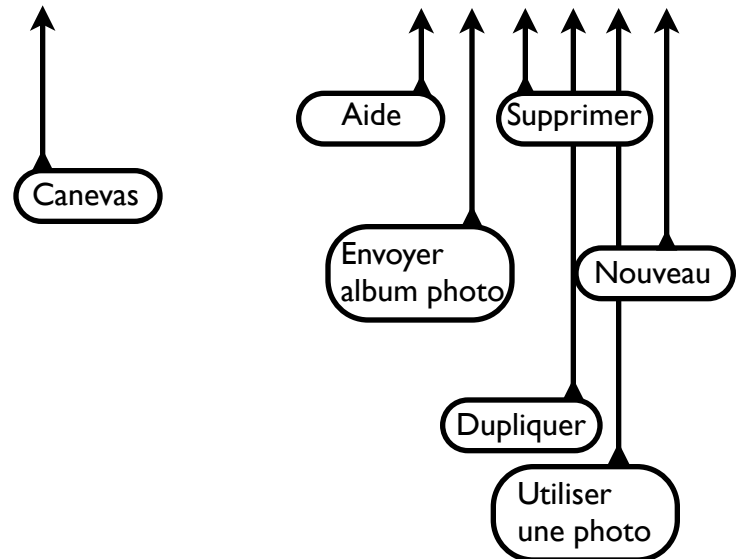 Aide
Supprimer
Canevas
Envoyer
album photo
Nouveau
Dupliquer
Utiliser
une photo